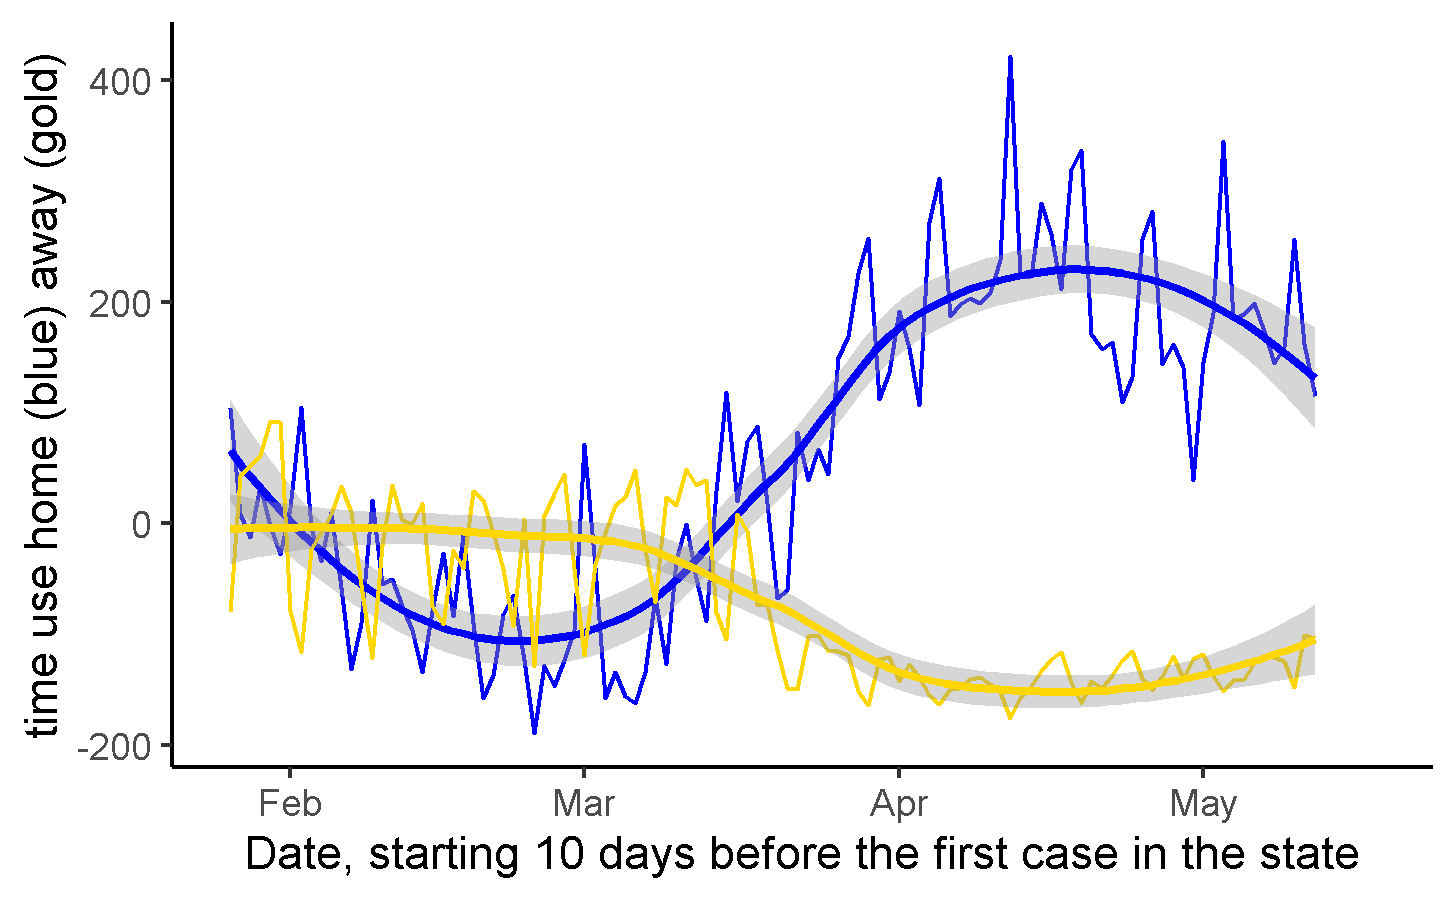 time use home (blue) away (gold)
400
200
0
-200
Feb Mar Apr May
Date, starting 10 days before the first case in the state